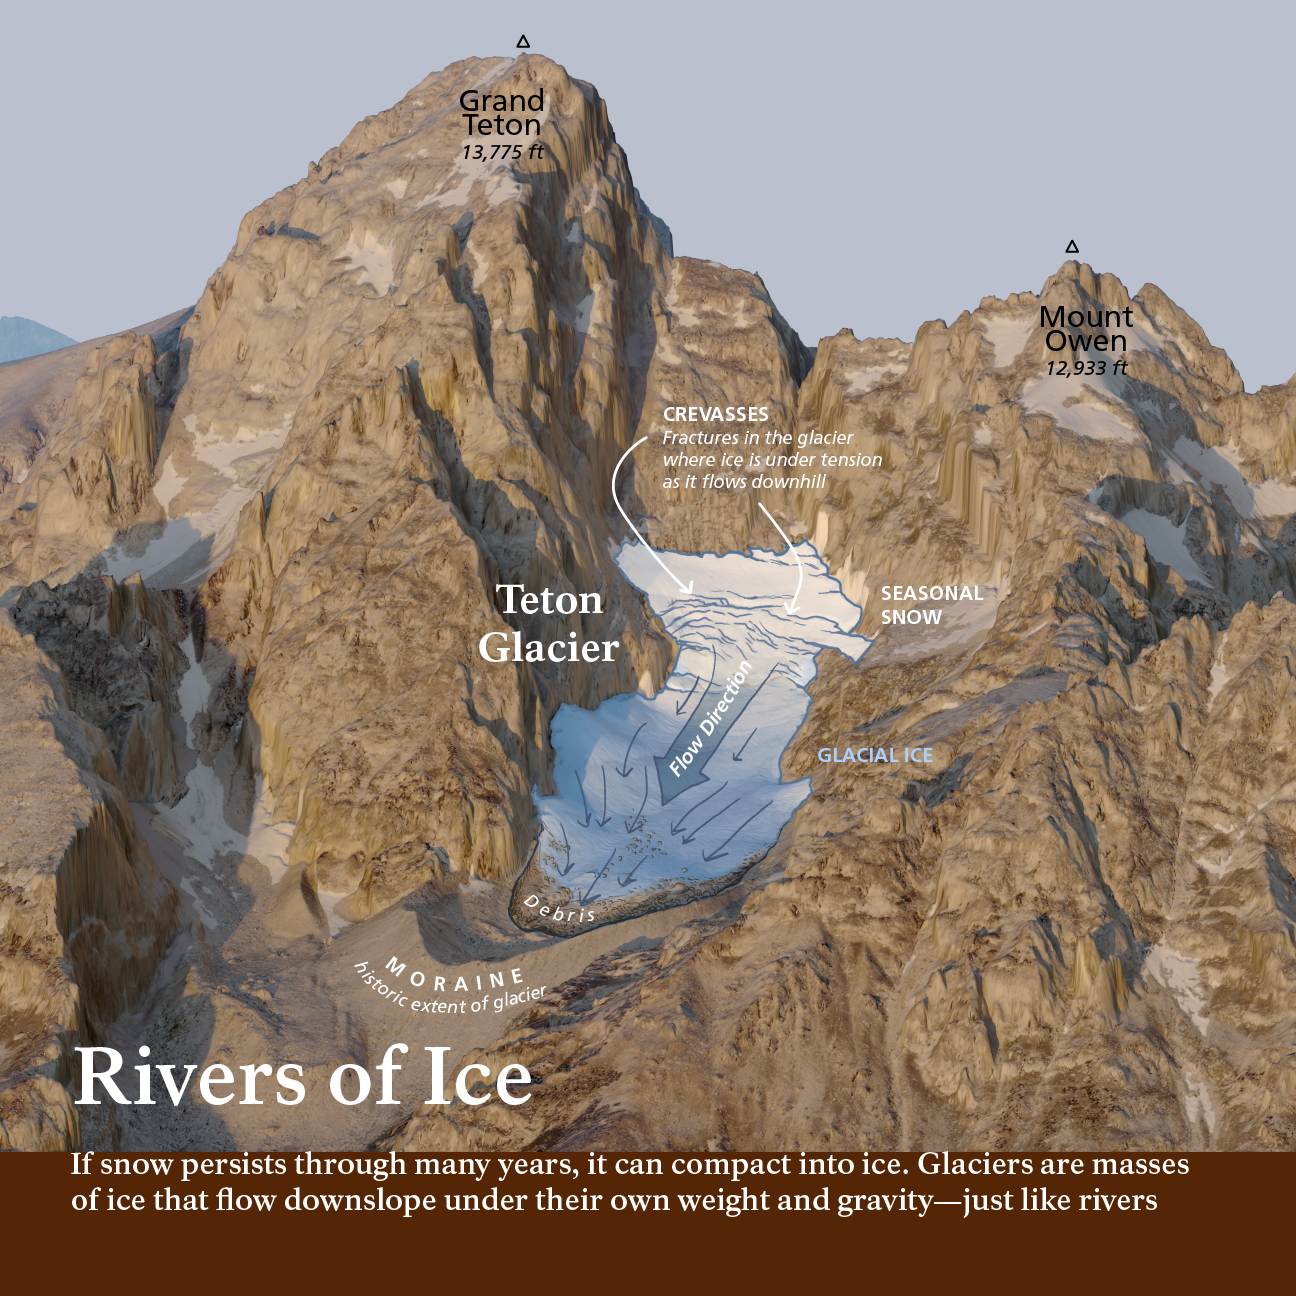 Grand
Teton
13,775 ft
Mount
Owen
12,933 ft
CREVASSES
Fractures in the glacier
where ice is under tension
as it flows downhill
Teton
Glacier
SEASONAL
SNOW
Flow Direction
GLACIAL ICE
Debris
MORAINE
historic extent of glacier
Rivers of Ice
If snow persists through many years, it can compact into ice. Glaciers are masses
of ice that flow downslope under their own weight and gravity—just like rivers